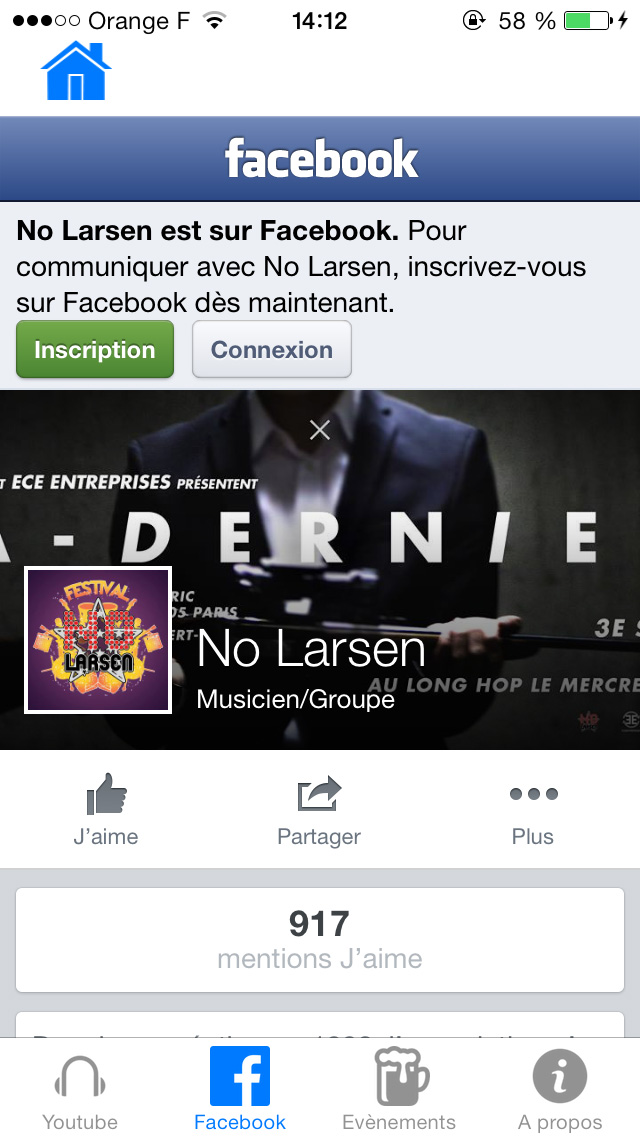 Orange F 14:12 58 %
facebook
No Larsen est sur Facebook. Pour
communiquer avec No Larsen, inscrivez-vous
sur Facebook dès maintenant.
Inscription Connexion
ECE ENTREPRISES PRÉSENTENT
- DERNIE
RIC
05 PARIS
ERT-
3E
FESTIVAL
NO
LARSEN
No Larsen
Musicien/Groupe
AU LONG HOP LE MERCRE
J'aime Partager Plus
917
mentions J'aime
Youtube Facebook Evènements A propos